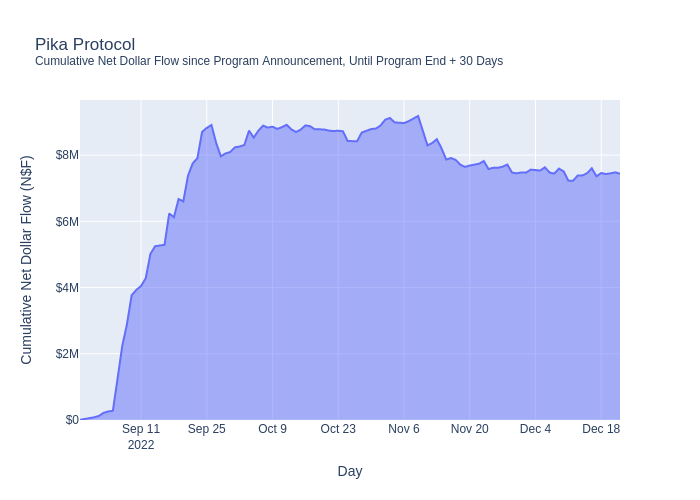 Pika Protocol
Cumulative Net Dollar Flow since Program Announcement, Until Program End + 30 Days
Cumulative Net Dollar Flow (N$F)
$8M
$6M
$4M
$2M
$0
Sep 11
2022
Sep 25
Oct 9
Oct 23
Nov 6
Nov 20
Dec 4
Dec 18
Day